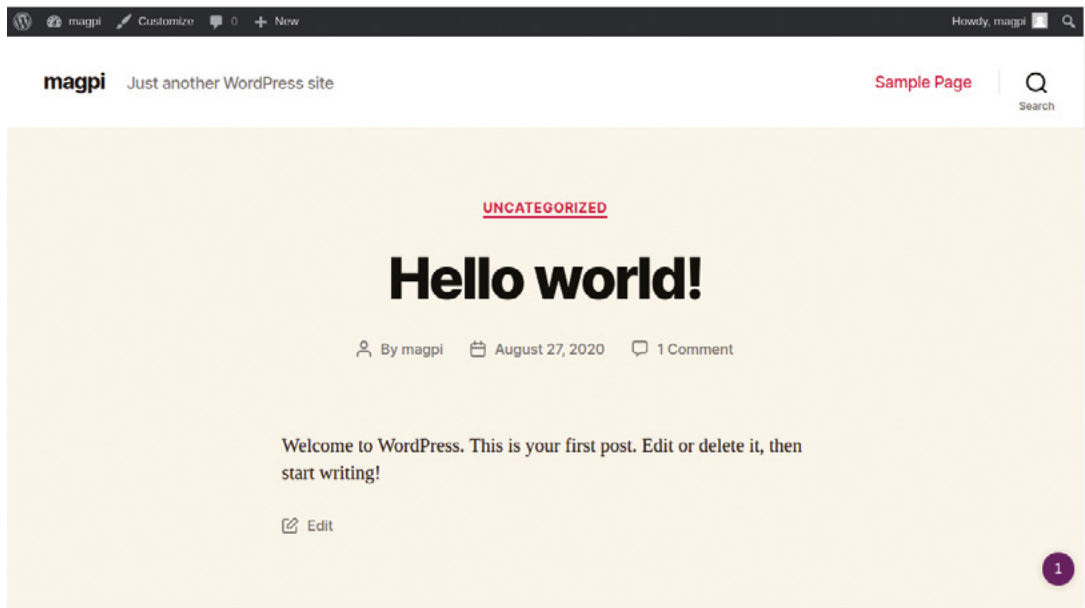 magpi Customize 0 New Howdy, magpi
magpi Just another WordPress site Sample Page
Search
UNCATEGORIZED
Hello world!
By magpi August 27, 2020 1 Comment
Welcome to WordPress. This is your first post. Edit or delete it, then
start writing!
Edit
1